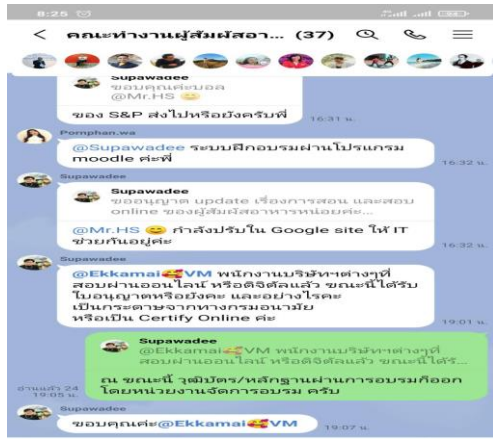 8:25
คณะทำงานผู้สัมผัสอา... (37)
Supawadee
ขอบคุณค่ะบอล
@Mr.HS
ของ S&P ส่งไปหรือยังครับพี่
16:31 น.
Pornphan.wa
@Supawadee ระบบฝึกอบรมผ่านโปรแกรม
moodle ค่ะพี่
16:32 น.
Supawadee
Supawadee
ขออนุญาต update เรื่องการสอน และสอบ
online ของผู้สัมผัสอาหารหน่อยค่ะ...
@Mr.HS กำลังปรับใน Google site ให้ IT
ช่วยกันอยู่ค่ะ
16:32 น.
Supawadee
@Ekkamai VM พนักงานบริษัทฯต่างๆที่
สอบผ่านออนไลน์ หรือดิจิตัลแล้ว ขณะนี้ได้รับ
ใบอนุญาตหรือยังคะ และอย่างไรคะ
เป็นกระดาษจากทางกรมอนามัย
หรือเป็น Certify Online คะ
19:01 น.
Supawadee
@Ekkamai VM พนักงานบริษัทฯต่างๆที่
สอบผ่านออนไลน์ หรือดิจิตัลแล้ว ขณะนี้ได้รั...
ณ ขณะนี้ วุฒิบัตร/หลักฐานผ่านการอบรมก็ออก
โดยหน่วยงานจัดการอบรม ครับ
อ่านแล้ว 24
19:05 น.
Supawadee
ขอบคุณค่ะ@Ekkamai VM
19:07 น.